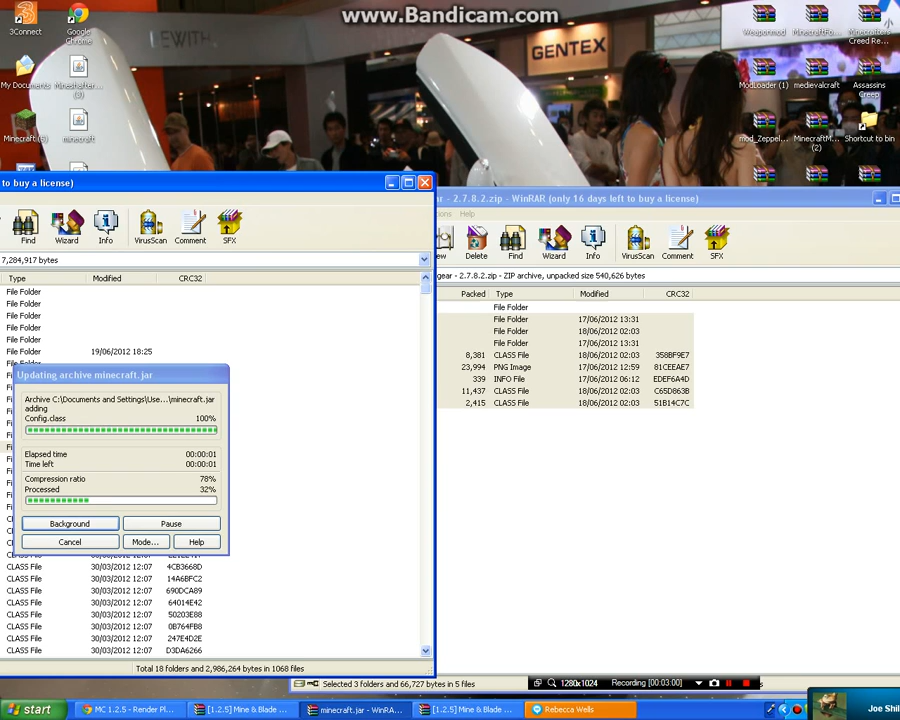 www.Bandicam.com
3Connect
Google Chrome
LEWITH
GENTEX
Weaponmod
Creed Re...
My Documents
Mineshafter... (3)
ModLoader (1)
medievalcraft
Assassins Creep
Minecraft (5)
minecraft
mod_Zeppel...
MinecraftM... (2)
Shortcut to bin
to buy a license)
Find
Wizard
Info
VirusScan
Comment
SFX
7,284,917 bytes
Type Modified CRC32
File Folder
File Folder
File Folder
File Folder
File Folder
File Folder 19/06/2012 18:25
File Folder
Updating archive minecraft.jar
Archive C:\Documents and Settings\Use...\minecraft.jar
adding
Config.class 100%
Elapsed time 00:00:01
Time left 00:00:01
Compression ratio 78%
Processed 32%
Background
Pause
Cancel
Mode...
Help
CLASS File 30/03/2012 12:07 4CB3668D
CLASS File 30/03/2012 12:07 14A6BFC2
CLASS File 30/03/2012 12:07 690DCA89
CLASS File 30/03/2012 12:07 64014E42
CLASS File 30/03/2012 12:07 50203E88
CLASS File 30/03/2012 12:07 0B764FB8
CLASS File 30/03/2012 12:07 247E4D2E
CLASS File 30/03/2012 12:07 D3DA6266
Total 18 folders and 2,986,264 bytes in 1068 files
ar - 2.7.8.2.zip - WinRAR (only 16 days left to buy a license)
ions Help
ew
Delete
Find
Wizard
Info
VirusScan
Comment
SFX
gear - 2.7.8.2.zip - ZIP archive, unpacked size 540,626 bytes
Packed Type Modified CRC32
File Folder
File Folder 17/06/2012 13:31
File Folder 18/06/2012 02:03
File Folder 17/06/2012 13:31
8,381 CLASS File 18/06/2012 02:03 358BF9E7
23,994 PNG Image 17/06/2012 12:59 81CEEAE7
339 INFO File 17/06/2012 06:12 EDEF6A4D
11,437 CLASS File 18/06/2012 02:03 C65D863B
2,415 CLASS File 18/06/2012 02:03 51B14C7C
Selected 3 folders and 66,727 bytes in 5 files
1280x1024 Recording [00:03:00]
start
MC 1.2.5 - Render Pl...
[1.2.5] Mine & Blade ...
minecraft.jar - WinRA...
[1.2.5] Mine & Blade ...
Rebecca Wells
Joe Shil